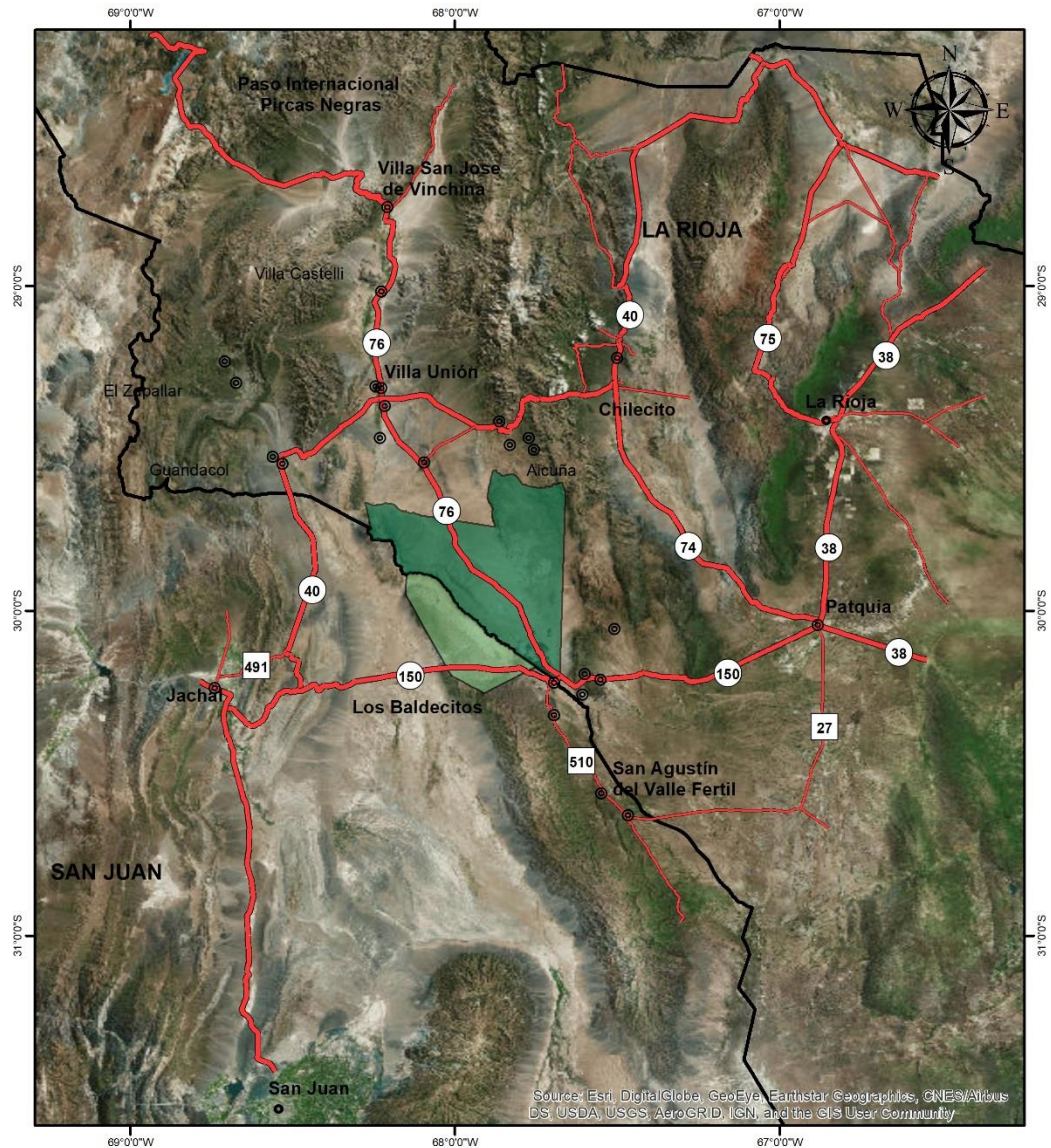 69°0'0"W
68°0'0"W
67°0'0"W
N
W
E
S
Paso Internacional
Pircas Negras
Villa San Jose
de Vinchina
LA RIOJA
Villa Castelli
29°0'0"S
29°0'0"S
40
76
75
38
El Zapallar
Villa Unión
Chilecito
La Rioja
Guandacol
Aicuña
76
74
38
40
30°0'0"S
30°0'0"S
Patquia
491
150
150
38
Jachal
Los Baldecitos
27
510
San Agustín
del Valle Fertil
SAN JUAN
31°0'0"S
31°0'0"S
San Juan
Source: Esri, DigitalGlobe, GeoEye, Earthstar Geographics, CNES/Airbus
DS, USDA, USGS, AeroGRID, IGN, and the GIS User Community
69°0'0"W
68°0'0"W
67°0'0"W